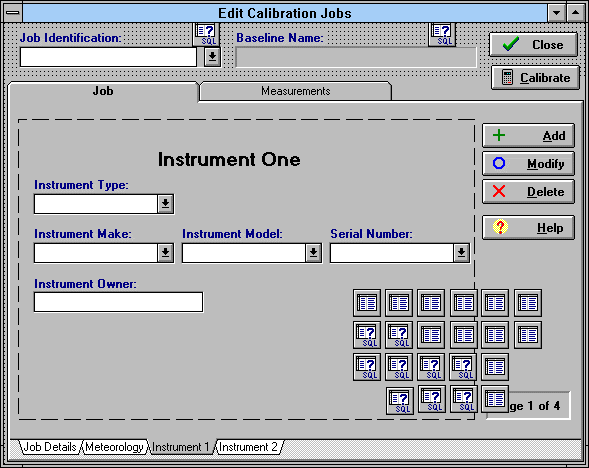 Edit Calibration Jobs
Job Identification:
SQL
Baseline Name:
SQL
Close
Calibrate
Job
Measurements
Instrument One
Add
Modify
Delete
Help
Instrument Type:
Instrument Make:
Instrument Model:
Serial Number:
Instrument Owner:
? SQL ? SQL
? SQL ? SQL ? SQL ? SQL
? SQL ? SQL ? SQL
ge 1 of 4
Job Details
Meteorology
Instrument 1
Instrument 2